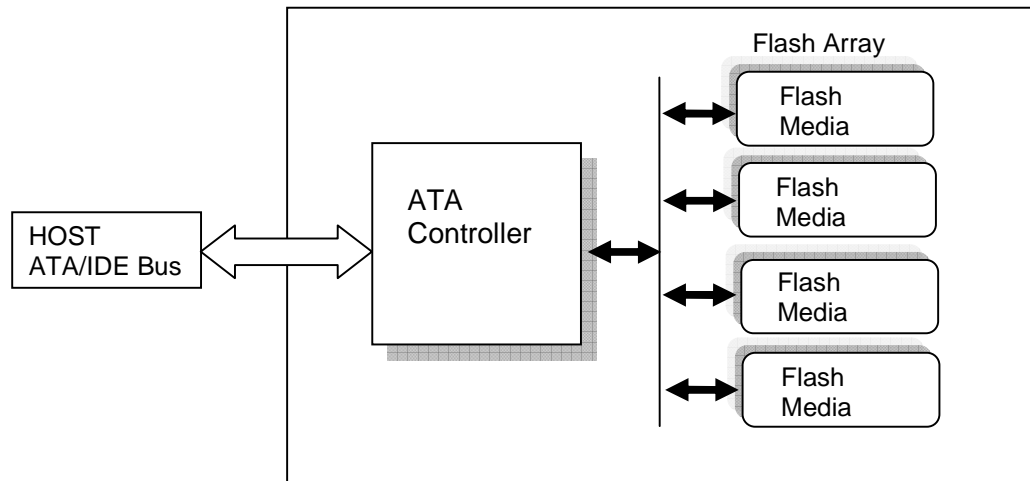 Flash Array
Flash
Media
Flash
Media
ATA
Controller
HOST
ATA/IDE Bus
Flash
Media
Flash
Media